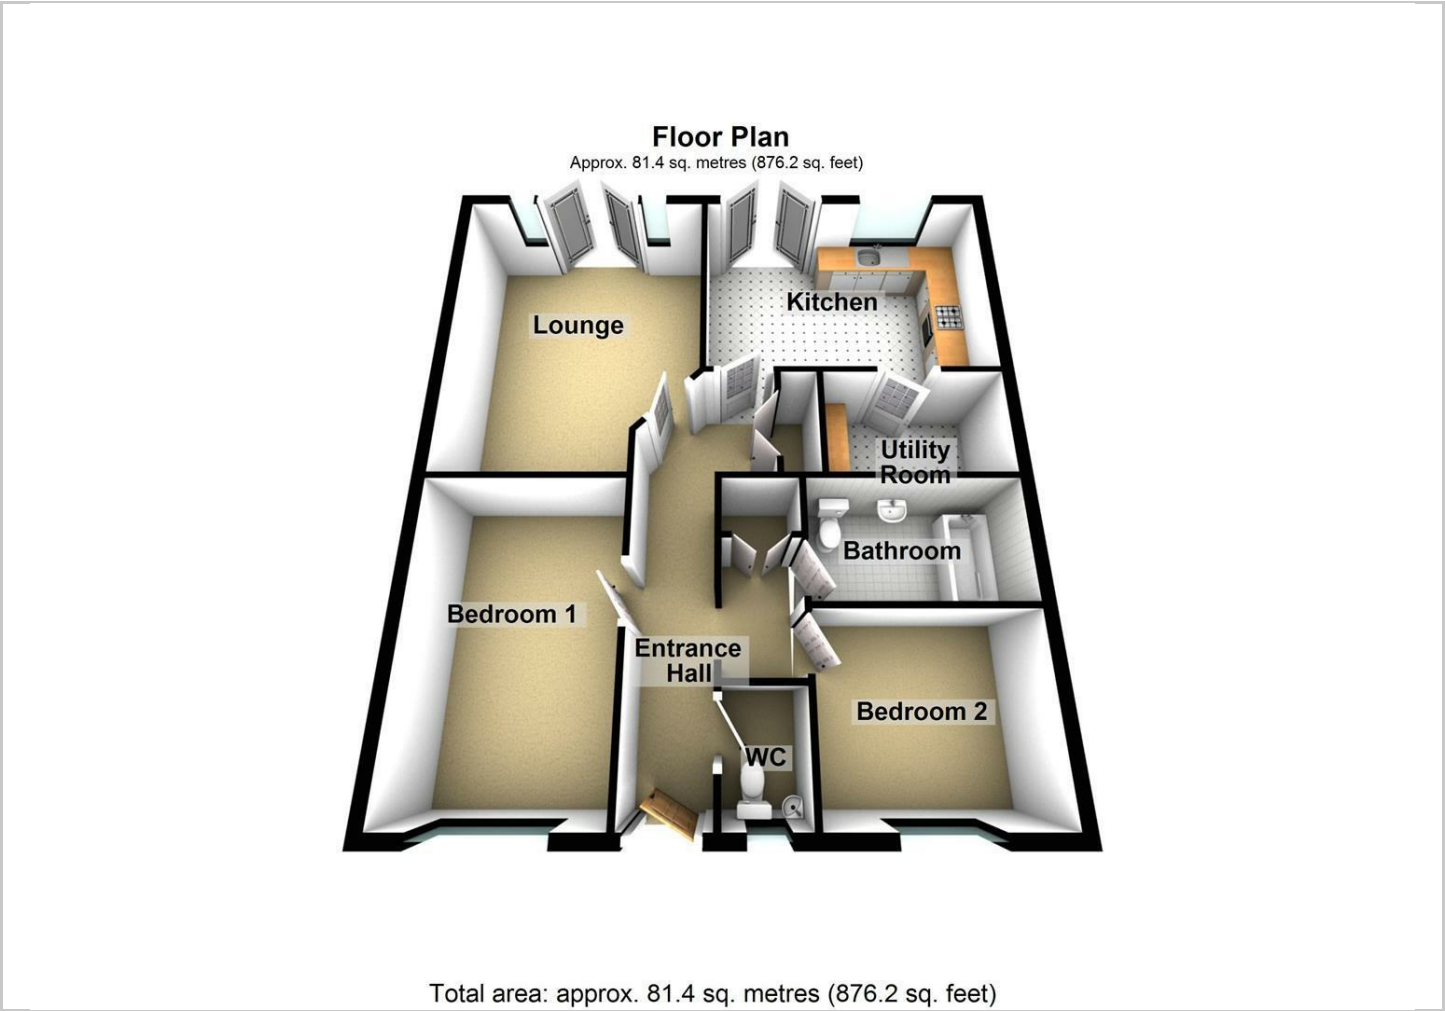 Floor Plan
Approx. 81.4 sq. metres (876.2 sq. feet)
Kitchen
Lounge
Utility
Room
Bathroom
Bedroom 1
Entrance
Hall
Bedroom 2
WC
Total area: approx. 81.4 sq. metres (876.2 sq. feet)